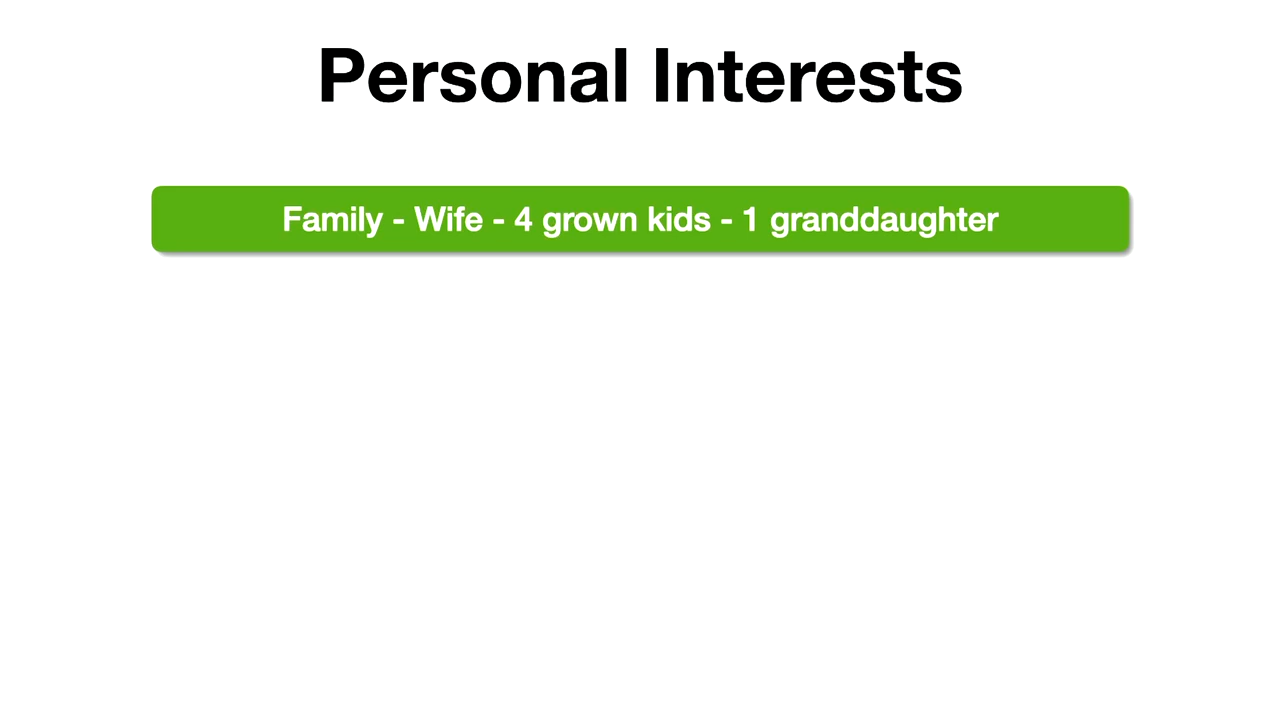 Personal Interests
Family - Wife - 4 grown kids - 1 granddaughter